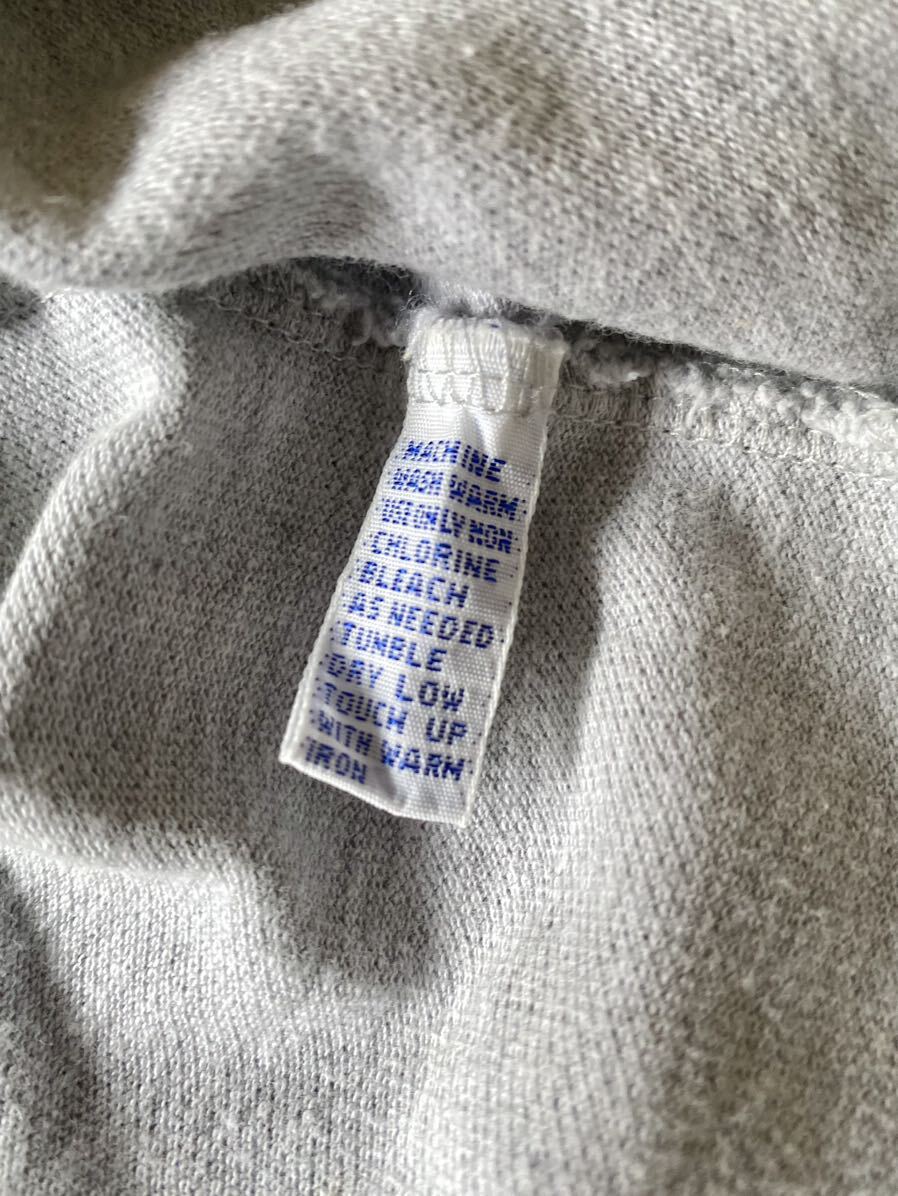 MACHINE
WASH WARM
USE ONLY NON
CHLORINE
BLEACH
AS NEEDED
TUMBLE
DRY LOW
TOUCH UP
WITH WARM
IRON